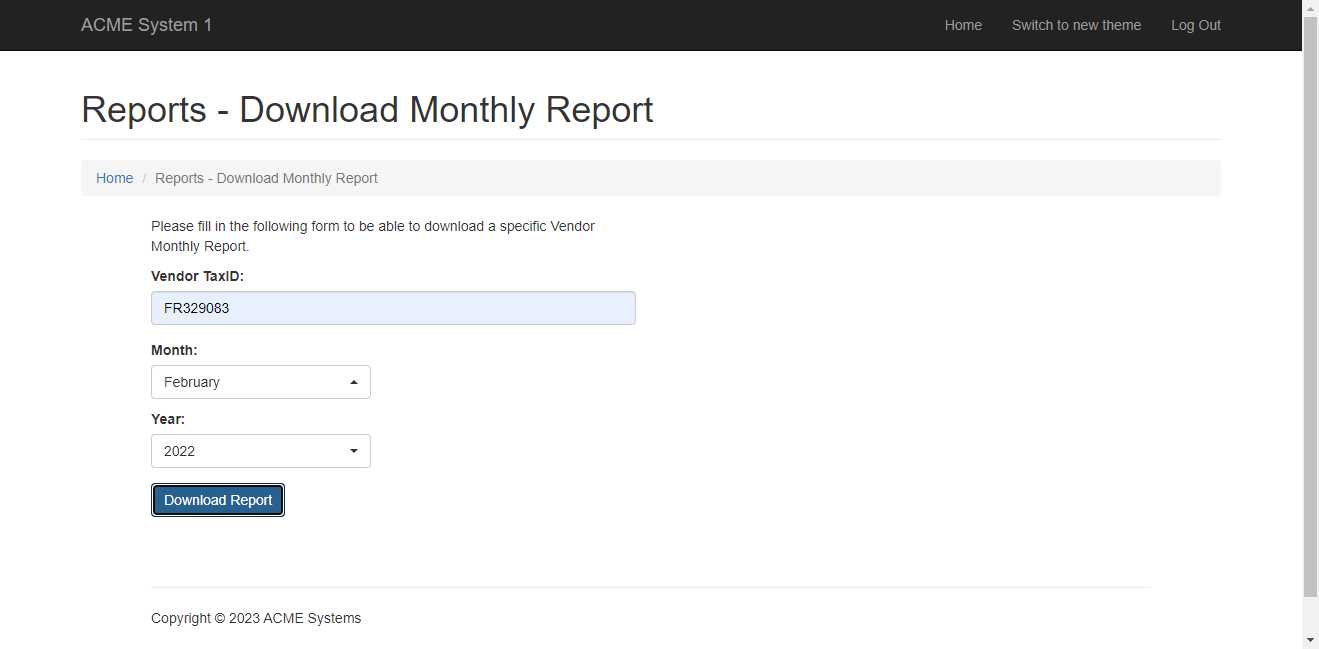 ACME System 1
Home
Switch to new theme
Log Out
Reports - Download Monthly Report
Home / Reports - Download Monthly Report
Please fill in the following form to be able to download a specific Vendor
Monthly Report.
Vendor TaxID:
FR329083
Month:
February
Year:
2022
Download Report
Copyright © 2023 ACME Systems